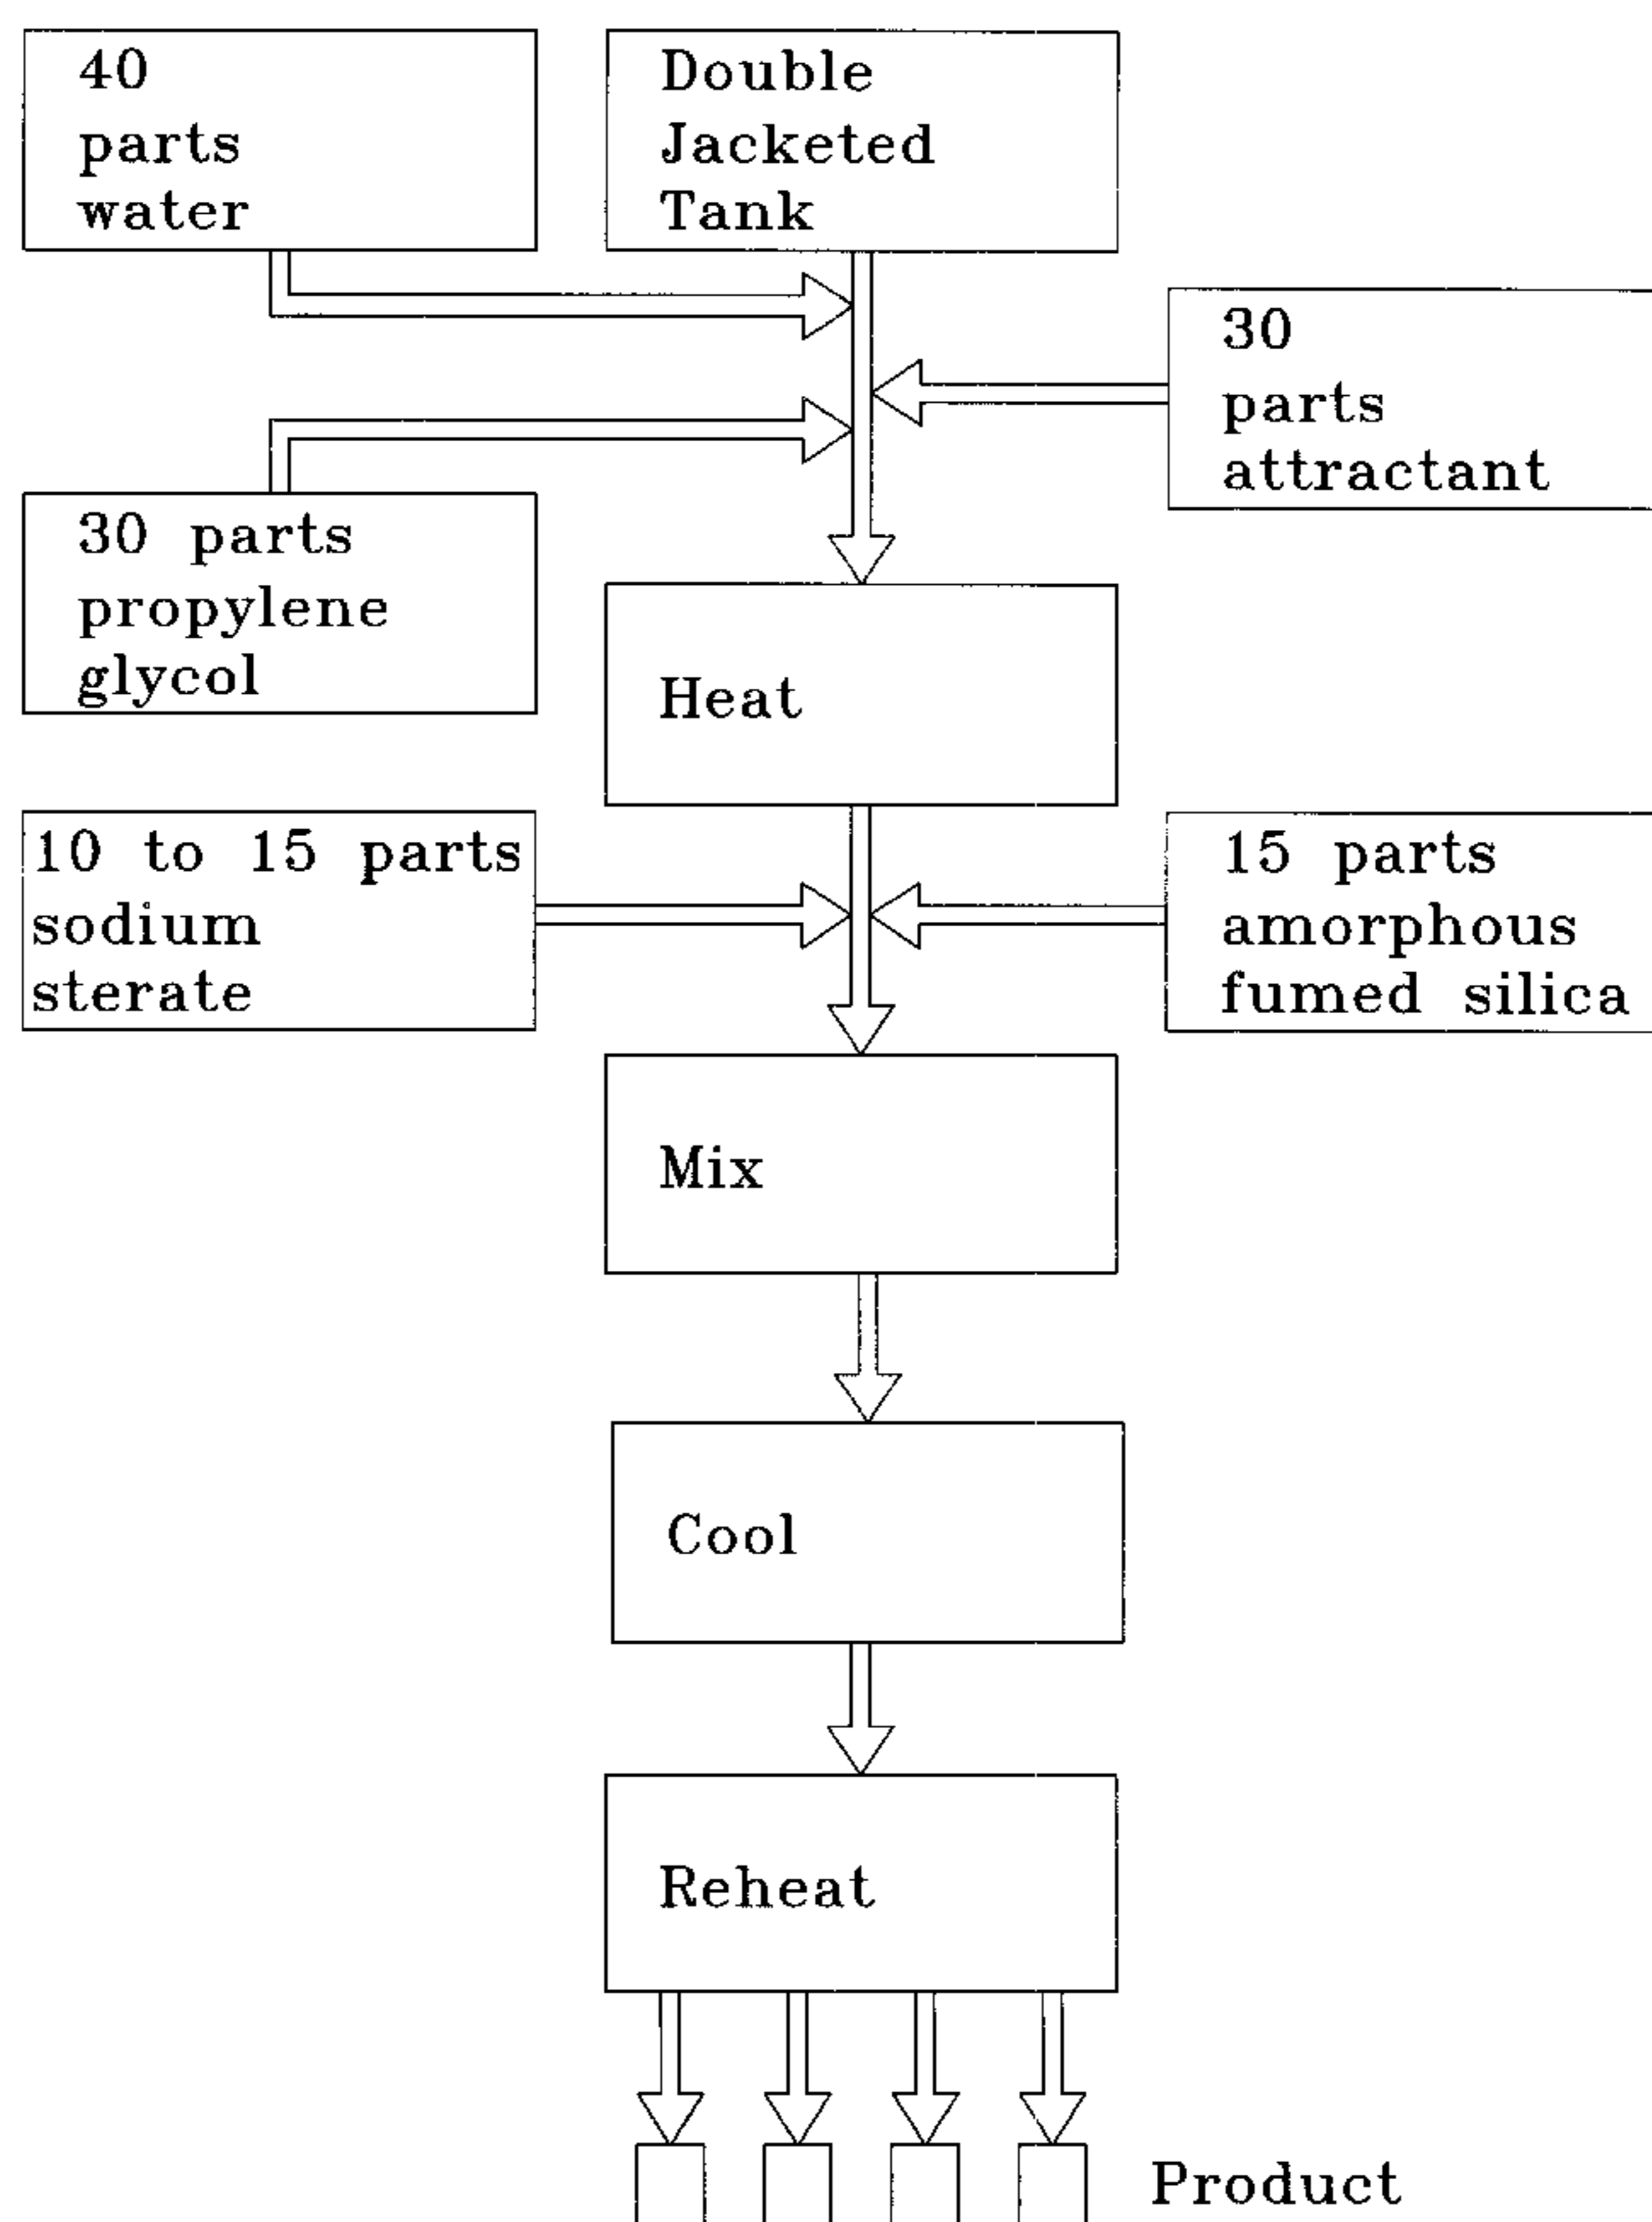 40
parts
water
Double
Jacketed
Tank
30
parts
attractant
30 parts
propylene
glycol
Heat
10 to 15 parts
sodium
sterate
15 parts
amorphous
fumed silica
Mix
Cool
Reheat
Product